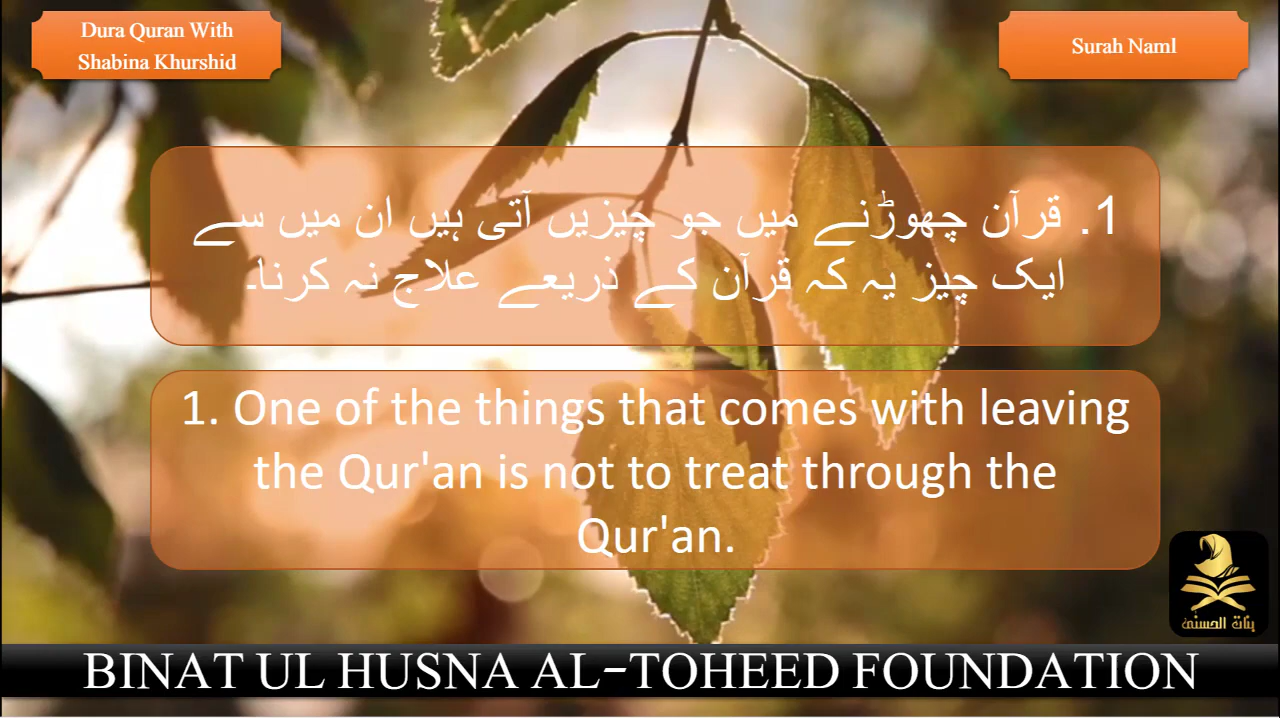 Dura Quran With
Shabina Khurshid
Surah Naml
1. قرآن چھوڑنے میں جو چیزیں آتی ہیں ان میں سے
ایک چیز یہ کہ قرآن کے ذریعے علاج نہ کرنا۔
1. One of the things that comes with leaving
the Qur'an is not to treat through the
Qur'an.
بنات الحسنیٰ
BINAT UL HUSNA AL-TOHEED FOUNDATION